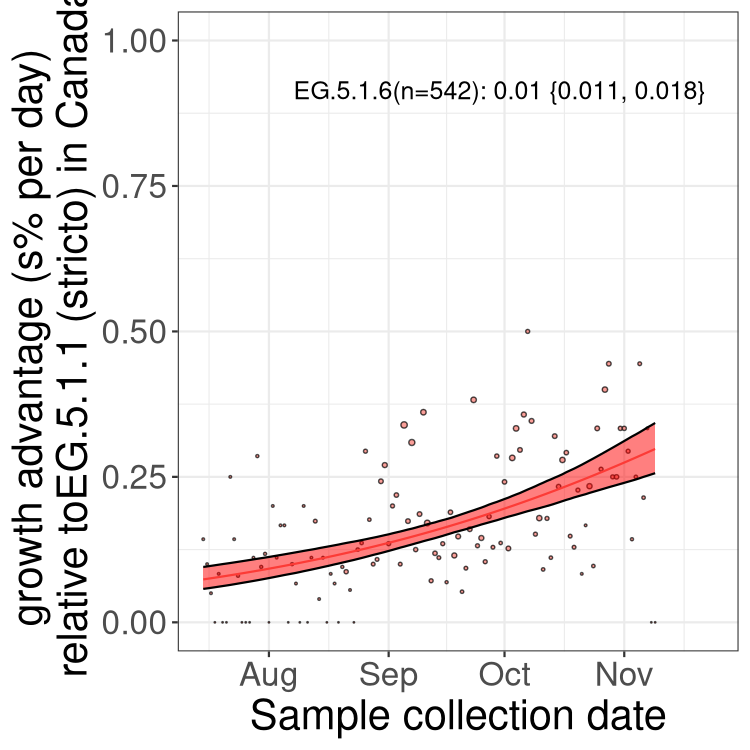 growth advantage (s% per day)
relative toEG.5.1.1 (stricto) in Canada
1.00
0.75
0.50
0.25
0.00
EG.5.1.6(n=542): 0.01 {0.011, 0.018}
Aug Sep Oct Nov
Sample collection date